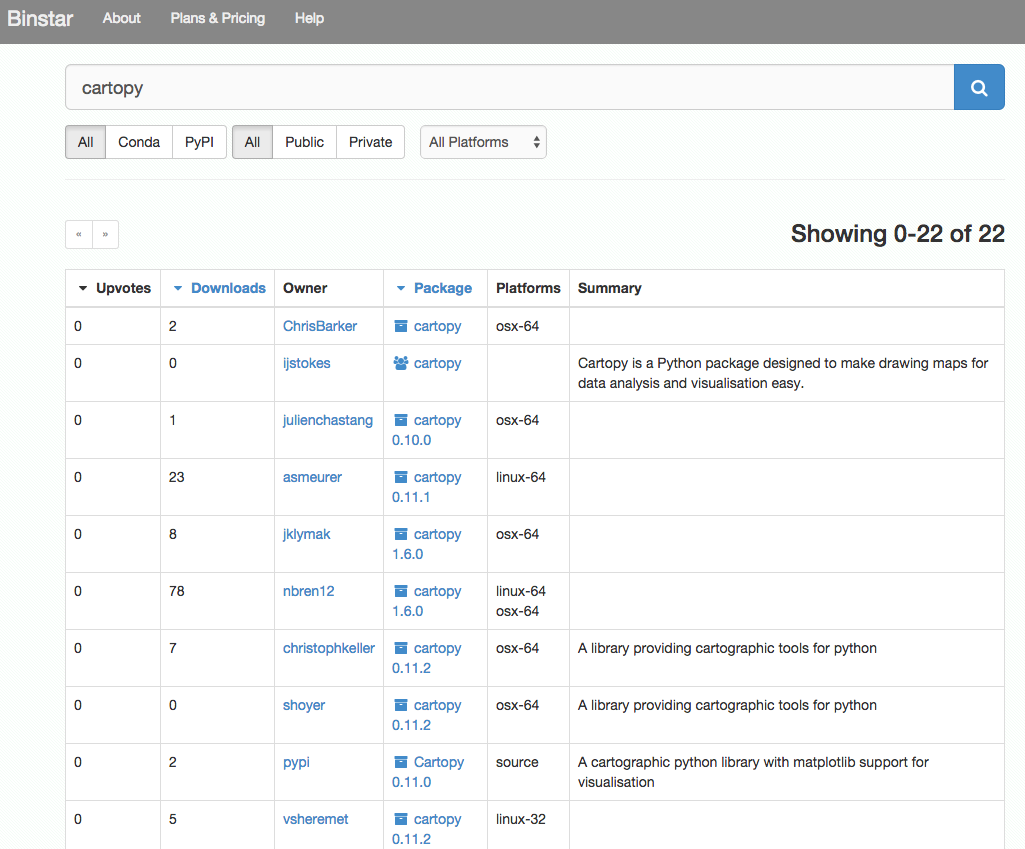 Binstar About Plans & Pricing Help
cartopy
All Conda PyPI All Public Private All Platforms
« » Showing 0-22 of 22
Upvotes Downloads Owner Package Platforms Summary
0 2 ChrisBarker cartopy osx-64
0 0 ijstokes cartopy Cartopy is a Python package designed to make drawing maps for
data analysis and visualisation easy.
0 1 julienchastang cartopy osx-64
0.10.0
0 23 asmeurer cartopy linux-64
0.11.1
0 8 jklymak cartopy osx-64
1.6.0
0 78 nbren12 cartopy linux-64
1.6.0 osx-64
0 7 christophkeller cartopy osx-64 A library providing cartographic tools for python
0.11.2
0 0 shoyer cartopy osx-64 A library providing cartographic tools for python
0.11.2
0 2 pypi Cartopy source A cartographic python library with matplotlib support for
0.11.0 visualisation
0 5 vsheremet cartopy linux-32
0.11.2